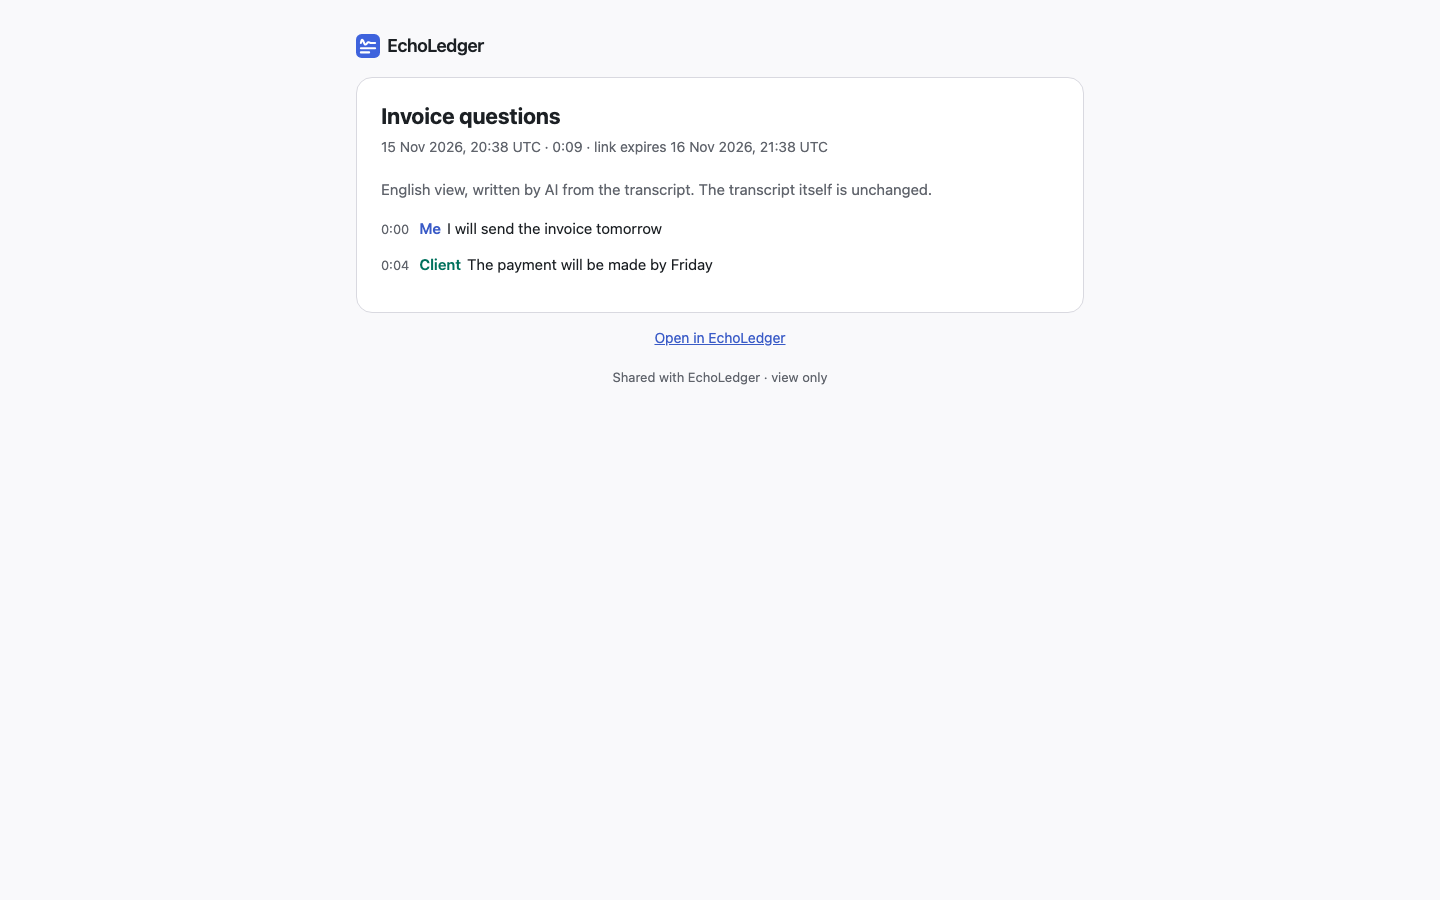 EchoLedger
Invoice questions
15 Nov 2026, 20:38 UTC · 0:09 · link expires 16 Nov 2026, 21:38 UTC
English view, written by AI from the transcript. The transcript itself is unchanged.
0:00 Me I will send the invoice tomorrow
0:04 Client The payment will be made by Friday
Open in EchoLedger
Shared with EchoLedger · view only